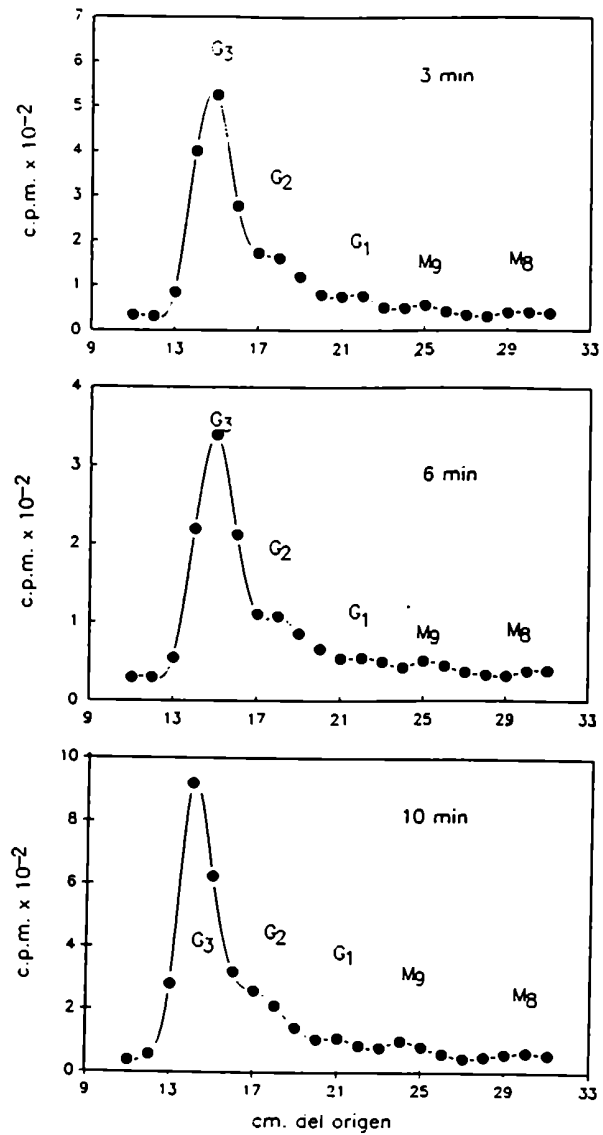 7
6
5
4
3
2
1
0
c.p.m. x 10⁻²
G₃
G₂
G₁
M₉
M₈
3 min
9 13 17 21 25 29 33
4
3
2
1
0
c.p.m. x 10⁻²
G₃
G₂
G₁
M₉
M₈
6 min
9 13 17 21 25 29 33
10
8
6
4
2
0
c.p.m. x 10⁻²
G₃
G₂
G₁
M₉
M₈
10 min
9 13 17 21 25 29 33
cm. del origen